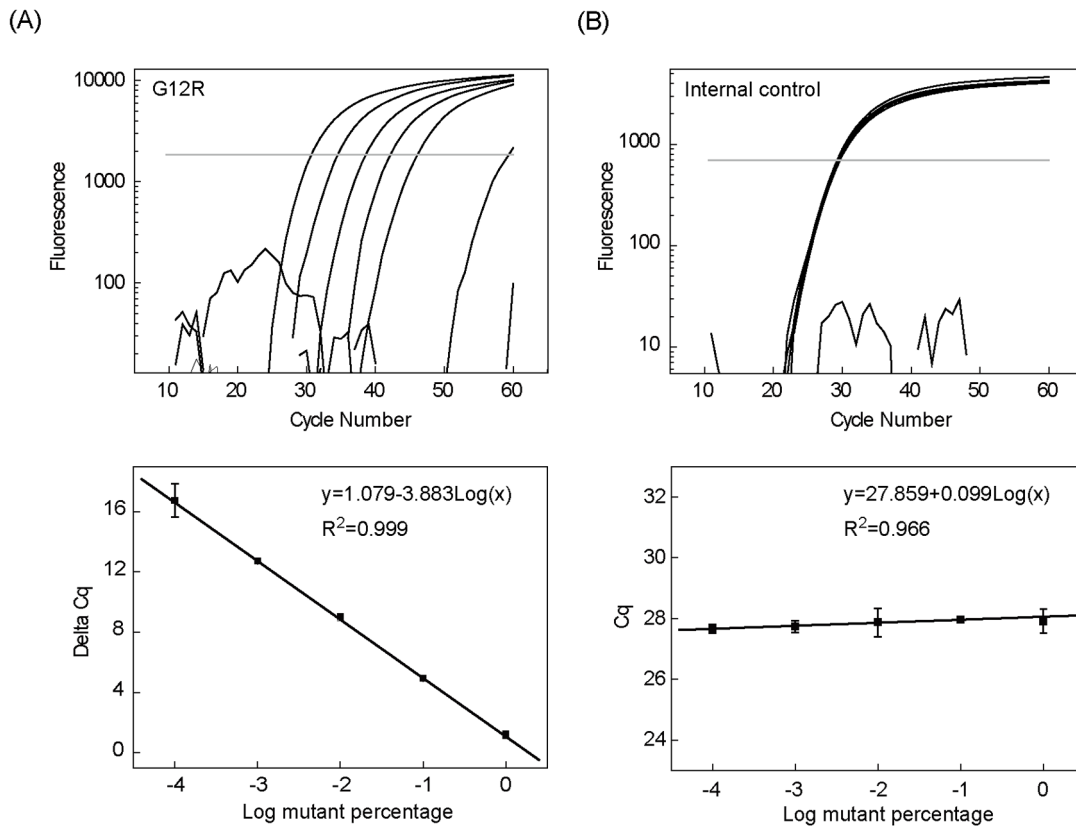 (A)
G12R
Fluorescence
10000
1000
100
10 20 30 40 50 60
Cycle Number
(B)
Internal control
Fluorescence
1000
100
10
10 20 30 40 50 60
Cycle Number
y=1.079-3.883Log(x)
R²=0.999
Delta Cq
16
12
8
4
0
-4 -3 -2 -1 0
Log mutant percentage
y=27.859+0.099Log(x)
R²=0.966
Cq
32
30
28
26
24
-4 -3 -2 -1 0
Log mutant percentage